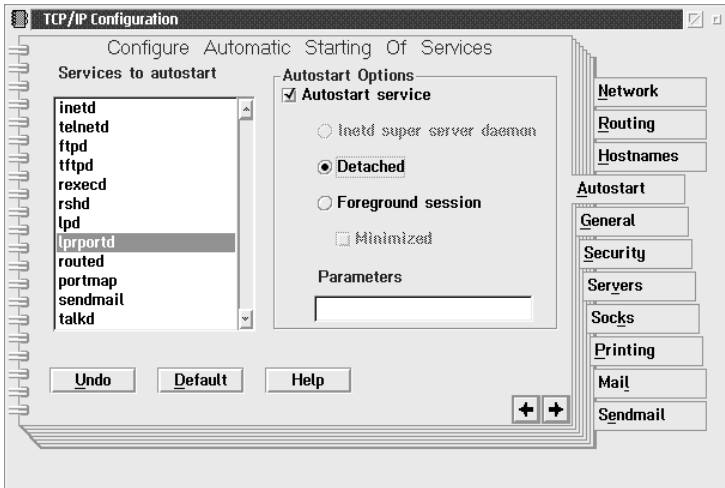 TCP/IP Configuration
Configure Automatic Starting Of Services
Services to autostart
inetd
telnetd
ftpd
tftpd
rexecd
rshd
lpd
lprportd
routed
portmap
sendmail
talkd
Autostart Options
Autostart service
Inetd super server daemon
Detached
Foreground session
Minimized
Parameters
Undo
Default
Help
Network
Routing
Hostnames
Autostart
General
Security
Servers
Socks
Printing
Mail
Sendmail